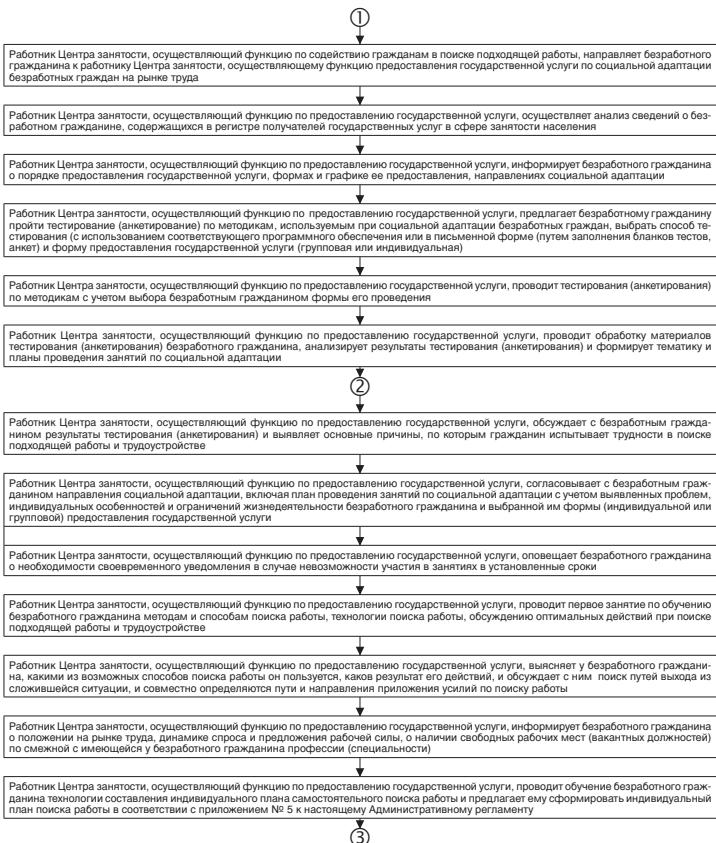 ①
Работник Центра занятости, осуществляющий функцию по содействию гражданам в поиске подходящей работы, направляет безработного
гражданина к работнику Центра занятости, осуществляющему функцию предоставления государственной услуги по социальной адаптации
безработных граждан на рынке труда
Работник Центра занятости, осуществляющий функцию по предоставлению государственной услуги, осуществляет анализ сведений о без-
работном гражданине, содержащихся в регистре получателей государственных услуг в сфере занятости населения
Работник Центра занятости, осуществляющий функцию по предоставлению государственной услуги, информирует безработного гражданина
о порядке предоставления государственной услуги, формах и графике ее предоставления, направлениях социальной адаптации
Работник Центра занятости, осуществляющий функцию по предоставлению государственной услуги, предлагает безработному гражданину
пройти тестирование (анкетирование) по методикам, используемым при социальной адаптации безработных граждан, выбрать способ те-
стирования (с использованием соответствующего программного обеспечения или в письменной форме (путем заполнения бланков тестов,
анкет) и форму предоставления государственной услуги (групповая или индивидуальная)
Работник Центра занятости, осуществляющий функцию по предоставлению государственной услуги, проводит тестирования (анкетирования)
по методикам с учетом выбора безработным гражданином формы его проведения
Работник Центра занятости, осуществляющий функцию по предоставлению государственной услуги, проводит обработку материалов
тестирования (анкетирования) безработного гражданина, анализирует результаты тестирования (анкетирования) и формирует тематику и
планы проведения занятий по социальной адаптации
②
Работник Центра занятости, осуществляющий функцию по предоставлению государственной услуги, обсуждает с безработным гражда-
нином результаты тестирования (анкетирования) и выявляет основные причины, по которым гражданин испытывает трудности в поиске
подходящей работы и трудоустройстве
Работник Центра занятости, осуществляющий функцию по предоставлению государственной услуги, согласовывает с безработным граж-
данином направления социальной адаптации, включая план проведения занятий по социальной адаптации с учетом выявленных проблем,
индивидуальных особенностей и ограничений жизнедеятельности безработного гражданина и выбранной им формы (индивидуальной или
групповой) предоставления государственной услуги
Работник Центра занятости, осуществляющий функцию по предоставлению государственной услуги, оповещает безработного гражданина
о необходимости своевременного уведомления в случае невозможности участия в занятиях в установленные сроки
Работник Центра занятости, осуществляющий функцию по предоставлению государственной услуги, проводит первое занятие по обучению
безработного гражданина методам и способам поиска работы, технологии поиска работы, обсуждению оптимальных действий при поиске
подходящей работы и трудоустройстве
Работник Центра занятости, осуществляющий функцию по предоставлению государственной услуги, выясняет у безработного граждани-
на, какими из возможных способов поиска работы он пользуется, каков результат его действий, и обсуждает с ним поиск путей выхода из
сложившейся ситуации, и совместно определяются пути и направления приложения усилий по поиску работы
Работник Центра занятости, осуществляющий функцию по предоставлению государственной услуги, информирует безработного гражданина
о положении на рынке труда, динамике спроса и предложения рабочей силы, о наличии свободных рабочих мест (вакантных должностей)
по смежной с имеющейся у безработного гражданина профессии (специальности)
Работник Центра занятости, осуществляющий функцию по предоставлению государственной услуги, проводит обучение безработного граж-
данина технологии составления индивидуального плана самостоятельного поиска работы и предлагает ему сформировать индивидуальный
план поиска работы в соответствии с приложением № 5 к настоящему Административному регламенту
③